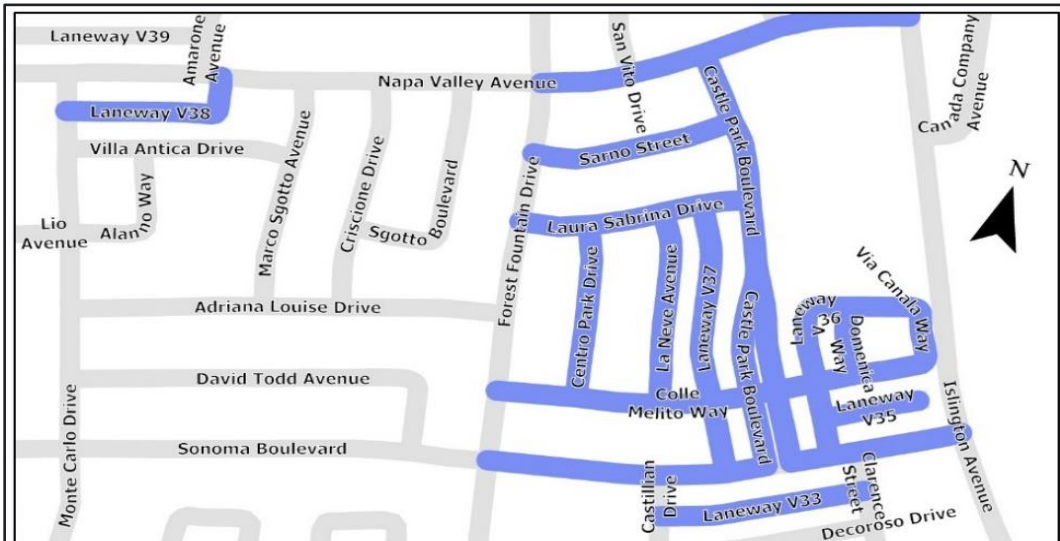 Laneway V39
Amarone
Avenue
Canada Company
Avenue
San Vito Drive
Napa Valley Avenue
Laneway V38
Castle Park Boulevard
Villa Antica Drive
Marco Sgotto Avenue
Criscione Drive
Sgotto Boulevard
Sarno Street
N
Alanno Way
Lio
Avenue
Forest Fountain Drive
Laura Sabrina Drive
Adriana Louise Drive
Centro Park Drive
La Neve Avenue
Laneway V37
Castle Park Boulevard
Laneway
V36
Domenica
Way
Via Canala Way
David Todd Avenue
Colle
Melito Way
Laneway
V35
Islington Avenue
Monte Carlo Drive
Sonoma Boulevard
Castillian
Drive
Laneway V33
Clarence
Street
Decoroso Drive